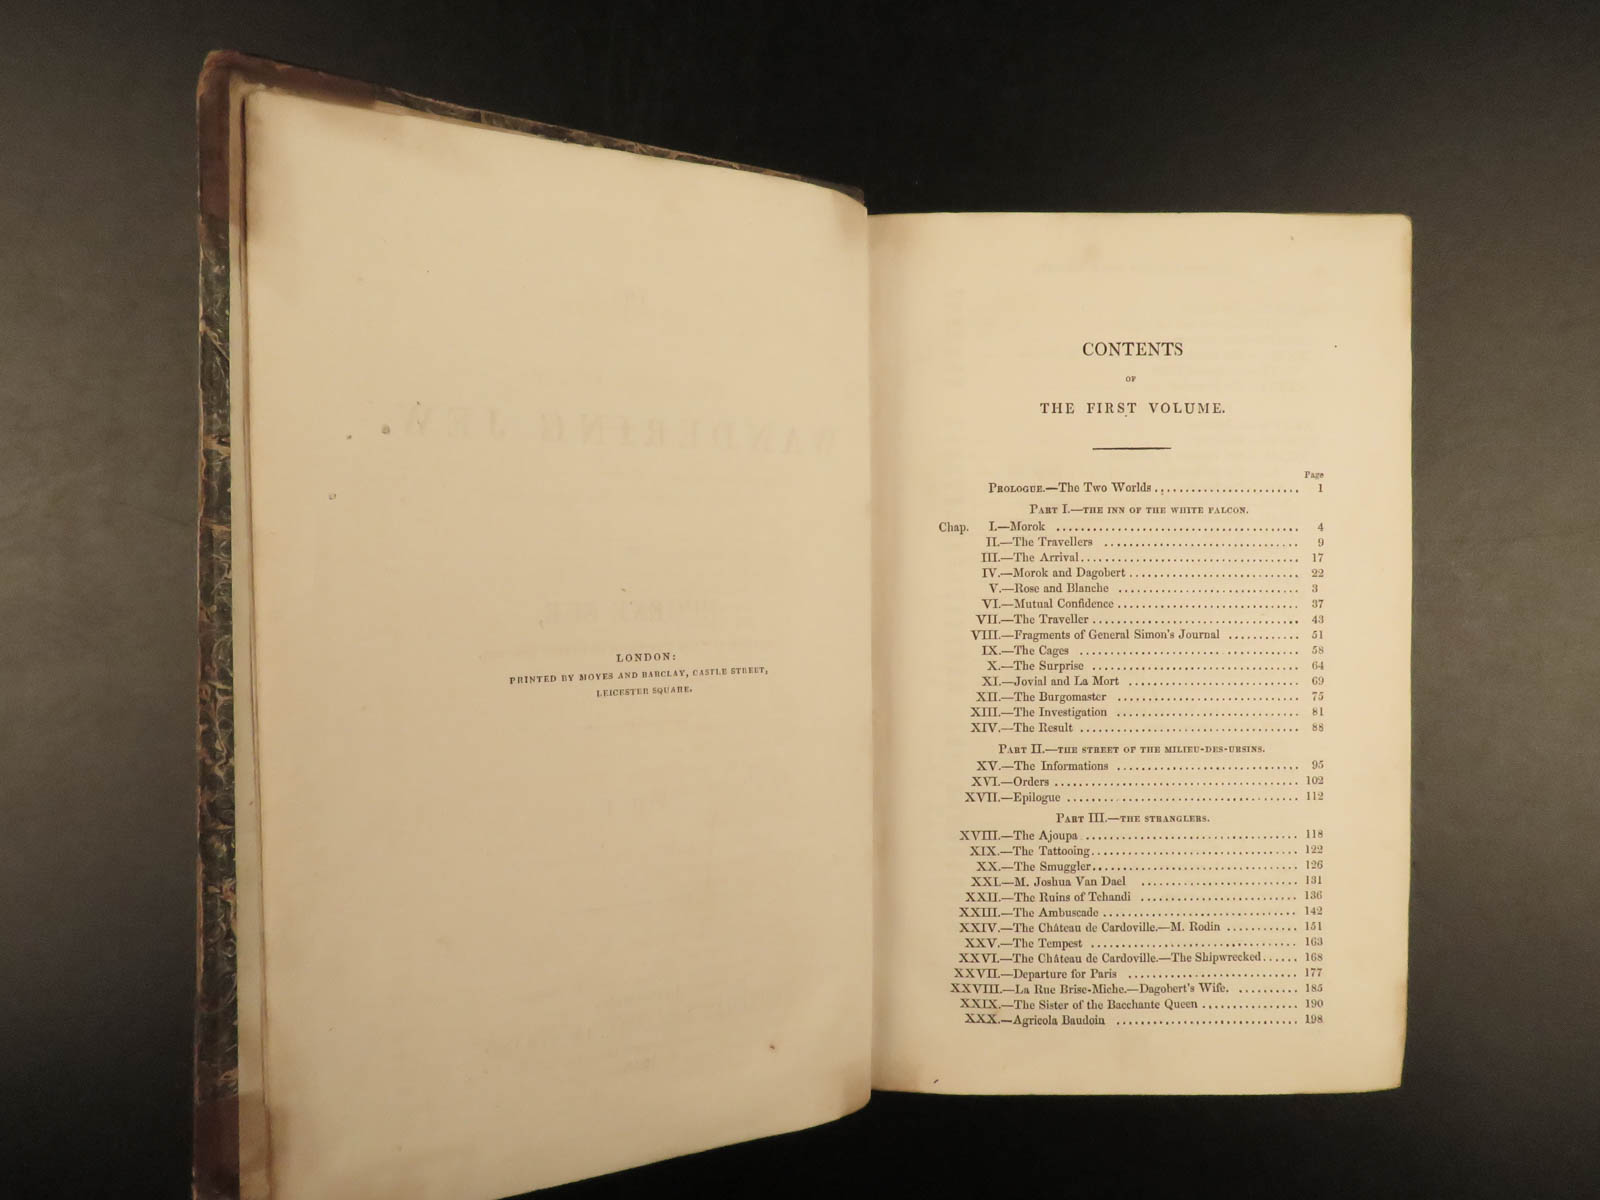 LONDON:
PRINTED BY MOYES AND BARCLAY, CASTLE STREET,
LEICESTER SQUARE.
CONTENTS
OF
THE FIRST VOLUME.
Page
PROLOGUE.—The Two Worlds ........................ 1
PART I.—THE INN OF THE WHITE FALCON.
Chap. I.—Morok ........................ 4
II.—The Travellers ........................ 9
III.—The Arrival ........................ 17
IV.—Morok and Dagobert ........................ 22
V.—Rose and Blanche ........................ 3
VI.—Mutual Confidence ........................ 37
VII.—The Traveller ........................ 43
VIII.—Fragments of General Simon's Journal ............ 51
IX.—The Cages ........................ 58
X.—The Surprise ........................ 64
XI.—Jovial and La Mort ........................ 69
XII.—The Burgomaster ........................ 75
XIII.—The Investigation ........................ 81
XIV.—The Result ........................ 88
PART II.—THE STREET OF THE MILIEU-DES-URSINS.
XV.—The Informations ........................ 95
XVI.—Orders ........................ 102
XVII.—Epilogue ........................ 112
PART III.—THE STRANGLERS.
XVIII.—The Ajoupa ........................ 118
XIX.—The Tattooing ........................ 122
XX.—The Smuggler ........................ 126
XXI.—M. Joshua Van Dael ........................ 131
XXII.—The Ruins of Tchandi ........................ 136
XXIII.—The Ambuscade ........................ 142
XXIV.—The Château de Cardoville.—M. Rodin ............ 151
XXV.—The Tempest ........................ 163
XXVI.—The Château de Cardoville.—The Shipwrecked ...... 168
XXVII.—Departure for Paris ........................ 177
XXVIII.—La Rue Brise-Miche.—Dagobert's Wife. .......... 185
XXIX.—The Sister of the Bacchante Queen ................ 190
XXX.—Agricola Baudoin ........................ 198